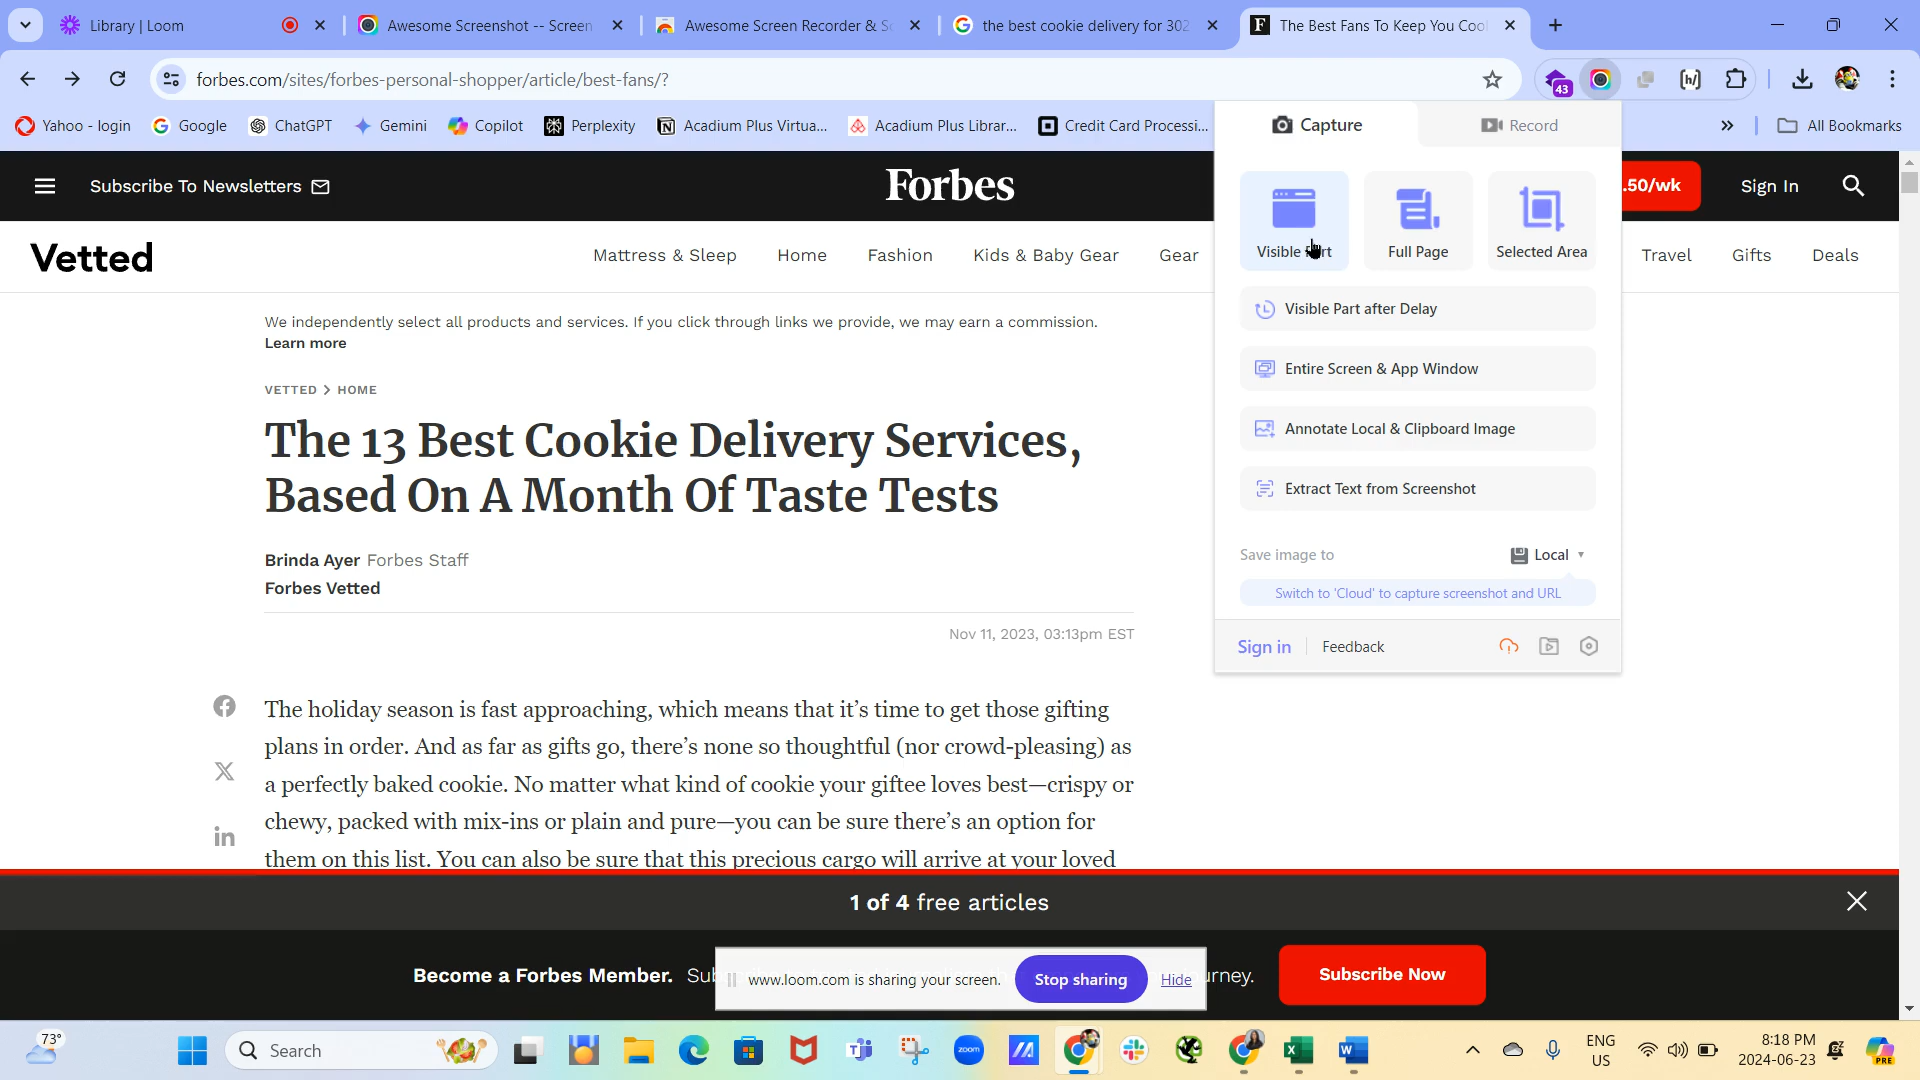 Library | Loom
Awesome Screenshot -- Screen
Awesome Screen Recorder & Sc
the best cookie delivery for 302
The Best Fans To Keep You Cool
forbes.com/sites/forbes-personal-shopper/article/best-fans/?
43
Yahoo - login
Google
ChatGPT
Gemini
Copilot
Perplexity
Acadium Plus Virtua...
Acadium Plus Librar...
Credit Card Processi...
All Bookmarks
Capture
Record
Subscribe To Newsletters
Forbes
.50/wk
Sign In
Visible Part
Full Page
Selected Area
Vetted
Mattress & Sleep
Home
Fashion
Kids & Baby Gear
Gear
Travel
Gifts
Deals
Visible Part after Delay
Entire Screen & App Window
Annotate Local & Clipboard Image
Extract Text from Screenshot
Save image to
Local
Switch to 'Cloud' to capture screenshot and URL
Sign in
Feedback
We independently select all products and services. If you click through links we provide, we may earn a commission.
Learn more
VETTED > HOME
The 13 Best Cookie Delivery Services,
Based On A Month Of Taste Tests
Brinda Ayer Forbes Staff
Forbes Vetted
Nov 11, 2023, 03:13pm EST
The holiday season is fast approaching, which means that it's time to get those gifting
plans in order. And as far as gifts go, there's none so thoughtful (nor crowd-pleasing) as
a perfectly baked cookie. No matter what kind of cookie your giftee loves best—crispy or
chewy, packed with mix-ins or plain and pure—you can be sure there's an option for
them on this list. You can also be sure that this precious cargo will arrive at your loved
1 of 4 free articles
Become a Forbes Member.
www.loom.com is sharing your screen.
Stop sharing
Hide
Subscribe Now
73°
Search
zoom
ENG
US
8:18 PM
2024-06-23
PRE